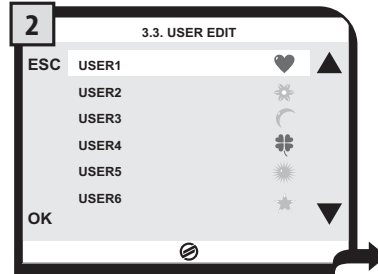 2
3.3. USER EDIT
ESC
USER1
USER2
USER3
USER4
USER5
USER6
OK